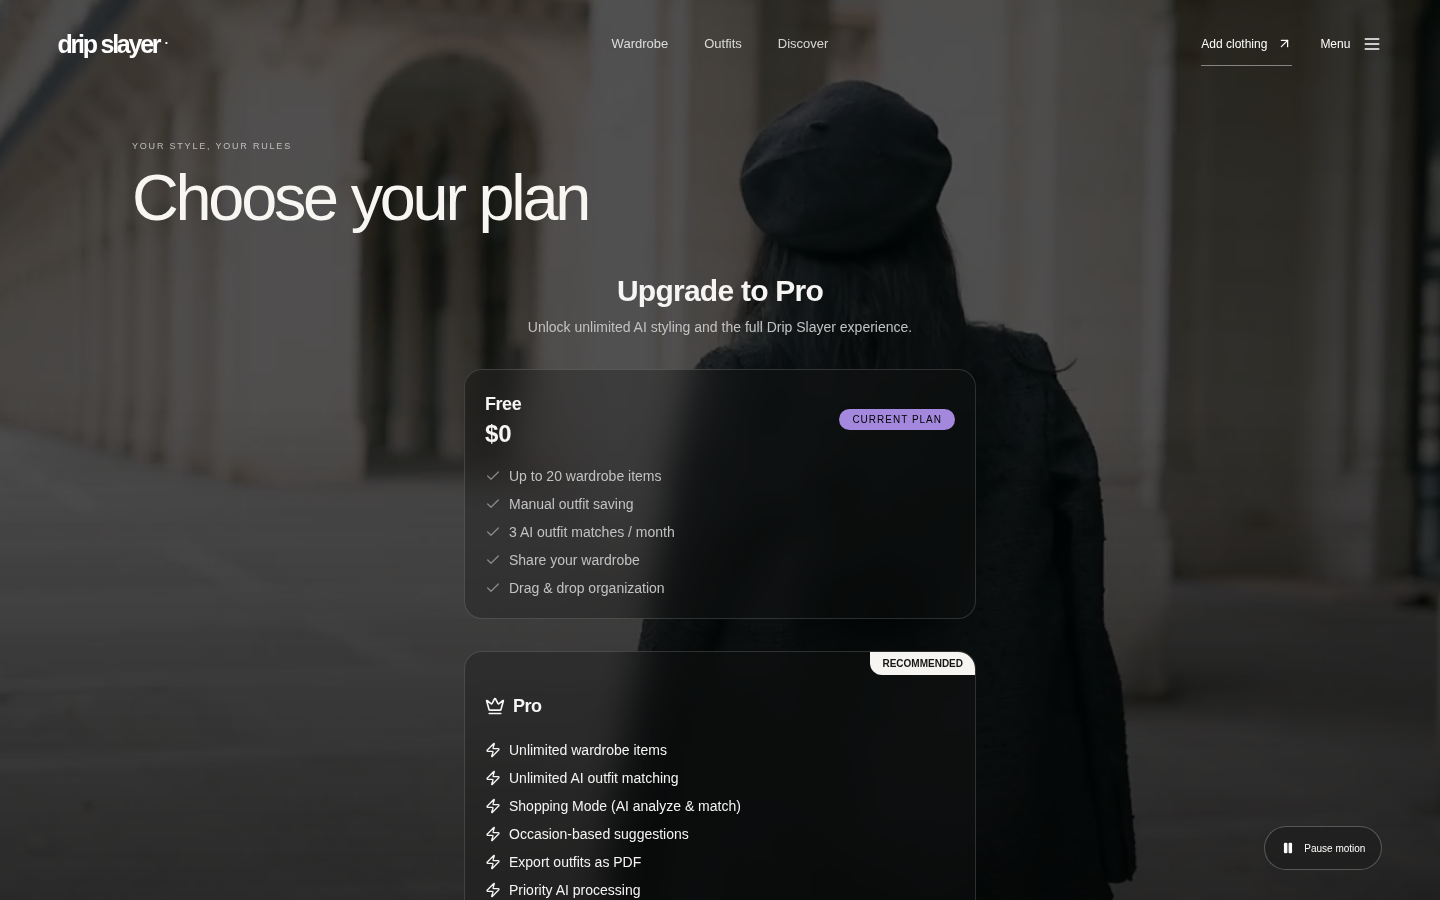 drip slayer
Wardrobe
Outfits
Discover
Add clothing
Menu
YOUR STYLE, YOUR RULES
Choose your plan
Upgrade to Pro
Unlock unlimited AI styling and the full Drip Slayer experience.
Free
$0
CURRENT PLAN
Up to 20 wardrobe items
Manual outfit saving
3 AI outfit matches / month
Share your wardrobe
Drag & drop organization
RECOMMENDED
Pro
Unlimited wardrobe items
Unlimited AI outfit matching
Shopping Mode (AI analyze & match)
Occasion-based suggestions
Export outfits as PDF
Priority AI processing
Pause motion